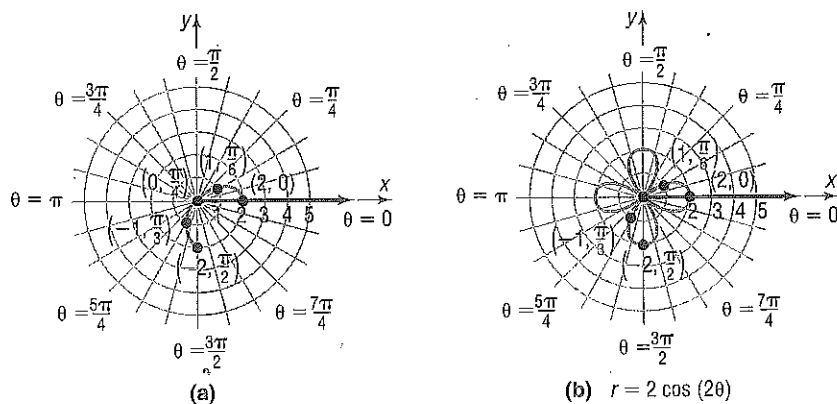 y
θ = π/2
θ = 3π/4
θ = π/4
(1, π/6)
(0, π/4)
(2, 0)
x
θ = π
2 3 4 5
θ = 0
(−1, π/3)
(−2, π/2)
θ = 5π/4
θ = 7π/4
θ = 3π/2
(a)
y
θ = π/2
θ = 3π/4
θ = π/4
(1, π/6)
(2, 0)
x
θ = π
2 3 4 5
θ = 0
(−1, π/3)
(−2, π/2)
θ = 5π/4
θ = 7π/4
θ = 3π/2
(b) r = 2 cos (2θ)